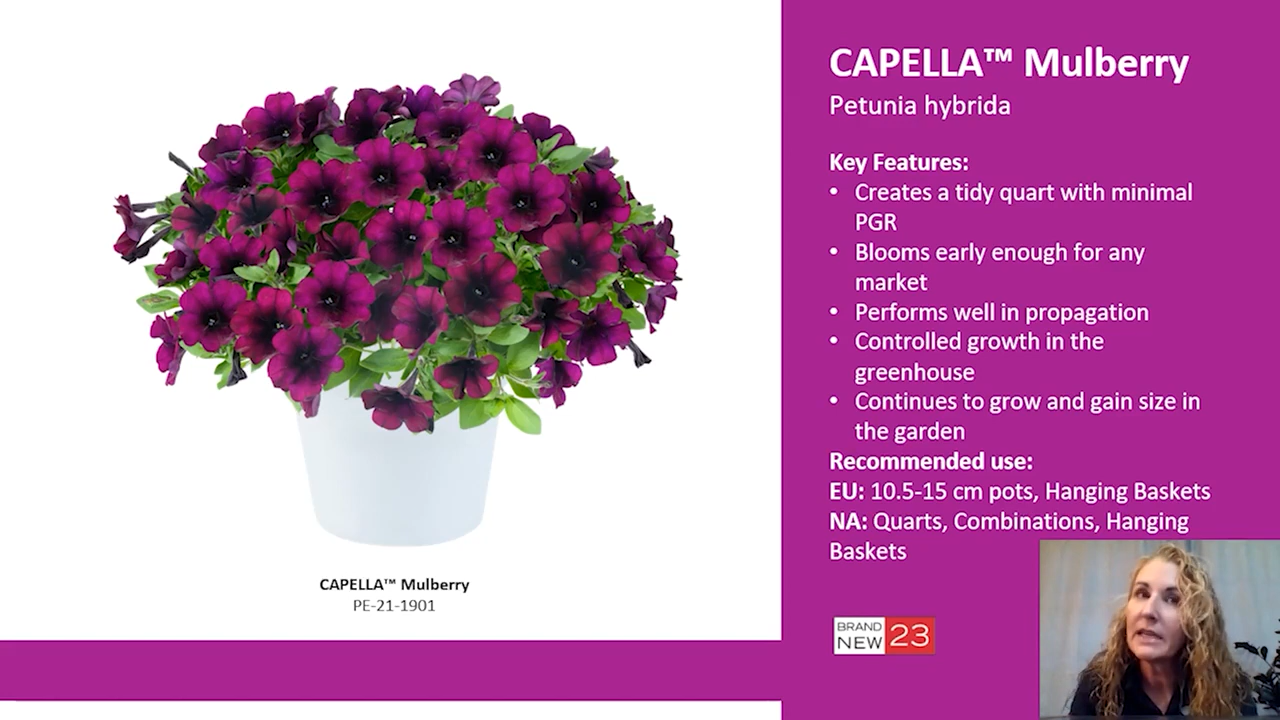 CAPELLA™ Mulberry
Petunia hybrida
Key Features:
• Creates a tidy quart with minimal
PGR
• Blooms early enough for any
market
• Performs well in propagation
• Controlled growth in the
greenhouse
• Continues to grow and gain size in
the garden
Recommended use:
EU: 10.5-15 cm pots, Hanging Baskets
NA: Quarts, Combinations, Hanging
Baskets
BRAND
NEW 23
CAPELLA™ Mulberry
PE-21-1901